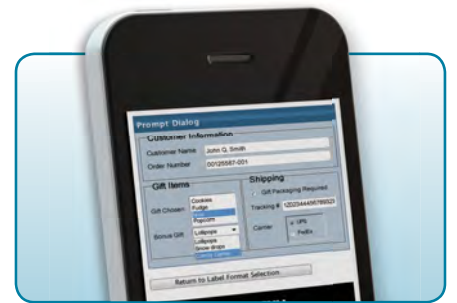 Prompt Dialog
Customer Information
Customer Name John Q. Smith
Order Number 00125587-001
Gift Items
Gift Chosen
Cookies
Fudge
Popcorn
Bonus Gift Lollipops
Lollipops
Snow drops
Shipping
Gift Packaging Required
Tracking #
Carrier UPS
FedEx
Return to Label Format Selection